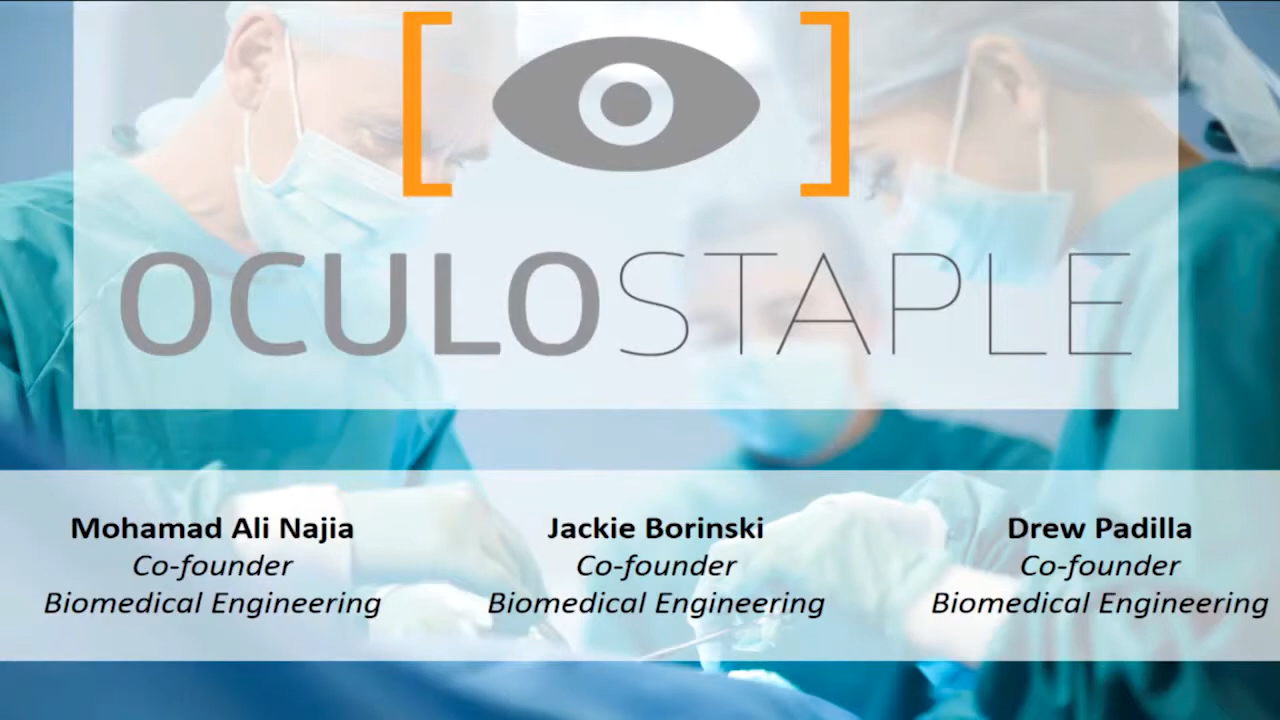 [ ]
OCULOSTAPLE
Mohamad Ali Najia
Co-founder
Biomedical Engineering
Jackie Borinski
Co-founder
Biomedical Engineering
Drew Padilla
Co-founder
Biomedical Engineering